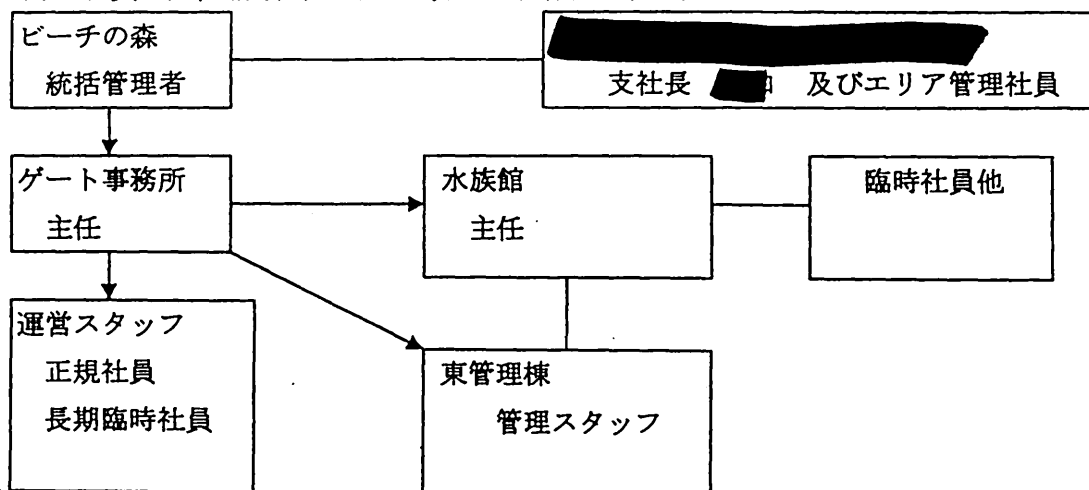 ビーチの森
統括管理者
支社長 及びエリア管理社員
ゲート事務所
主任
水族館
主任
臨時社員他
運営スタッフ
正規社員
長期臨時社員
東管理棟
管理スタッフ